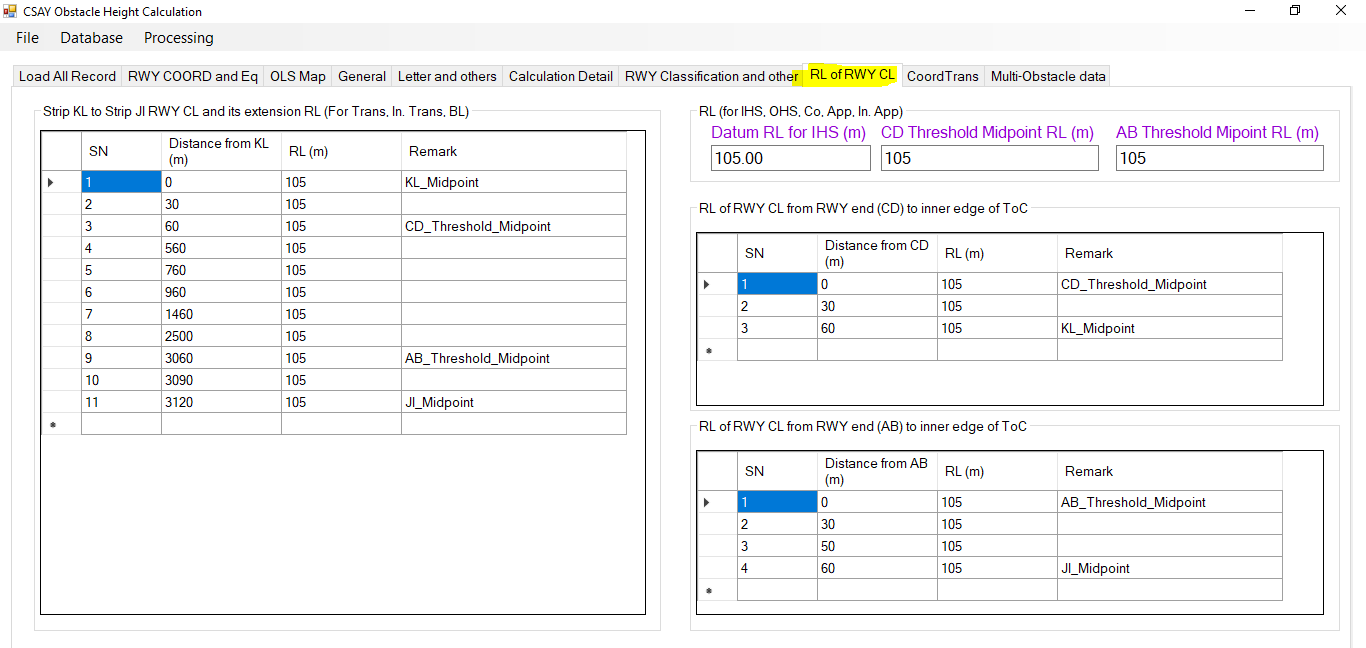 CSAY Obstacle Height Calculation
File Database Processing
Load All Record RWY COORD and Eq OLS Map General Letter and others Calculation Detail RWY Classification and other RL of RWY CL CoordTrans Multi-Obstacle data
Strip KL to Strip JI RWY CL and its extension RL (For Trans, In. Trans, BL)
SN Distance from KL (m) RL (m) Remark
1 0 105 KL_Midpoint
2 30 105
3 60 105 CD_Threshold_Midpoint
4 560 105
5 760 105
6 960 105
7 1460 105
8 2500 105
9 3060 105 AB_Threshold_Midpoint
10 3090 105
11 3120 105 JI_Midpoint
RL (for IHS, OHS, Co, App, In. App)
Datum RL for IHS (m) CD Threshold Midpoint RL (m) AB Threshold Mipoint RL (m)
105.00 105 105
RL of RWY CL from RWY end (CD) to inner edge of ToC
SN Distance from CD (m) RL (m) Remark
1 0 105 CD_Threshold_Midpoint
2 30 105
3 60 105 KL_Midpoint
RL of RWY CL from RWY end (AB) to inner edge of ToC
SN Distance from AB (m) RL (m) Remark
1 0 105 AB_Threshold_Midpoint
2 30 105
3 50 105
4 60 105 JI_Midpoint